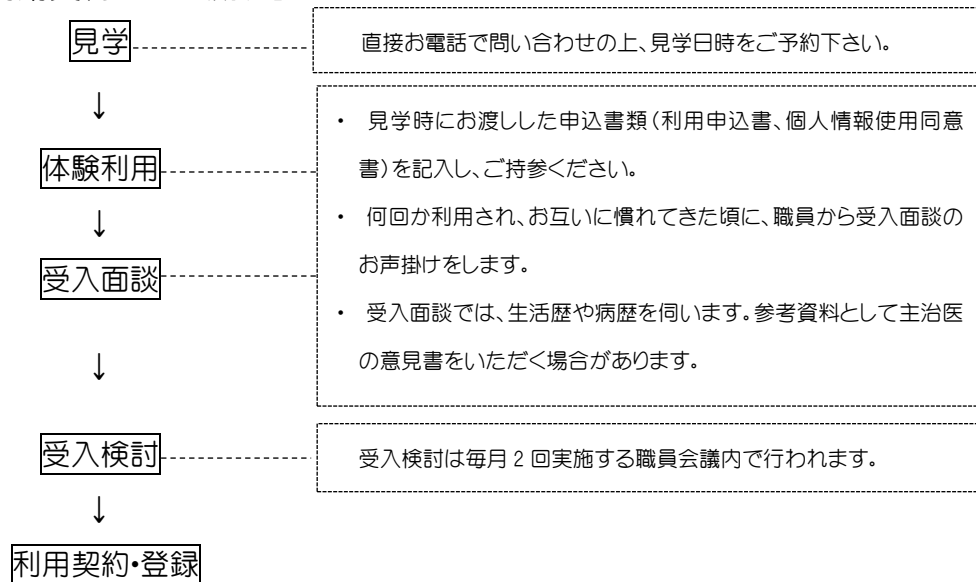 見学
直接お電話で問い合わせの上、見学日時をご予約下さい。
↓
・ 見学時にお渡しした申込書類（利用申込書、個人情報使用同意
体験利用
書）を記入し、ご持参ください。
↓
・ 何回か利用され、お互いに慣れてきた頃に、職員から受入面談の
受入面談
お声掛けをします。
・ 受入面談では、生活歴や病歴を伺います。参考資料として主治医
↓
の意見書をいただく場合があります。
受入検討
受入検討は毎月２回実施する職員会議内で行われます。
↓
利用契約・登録